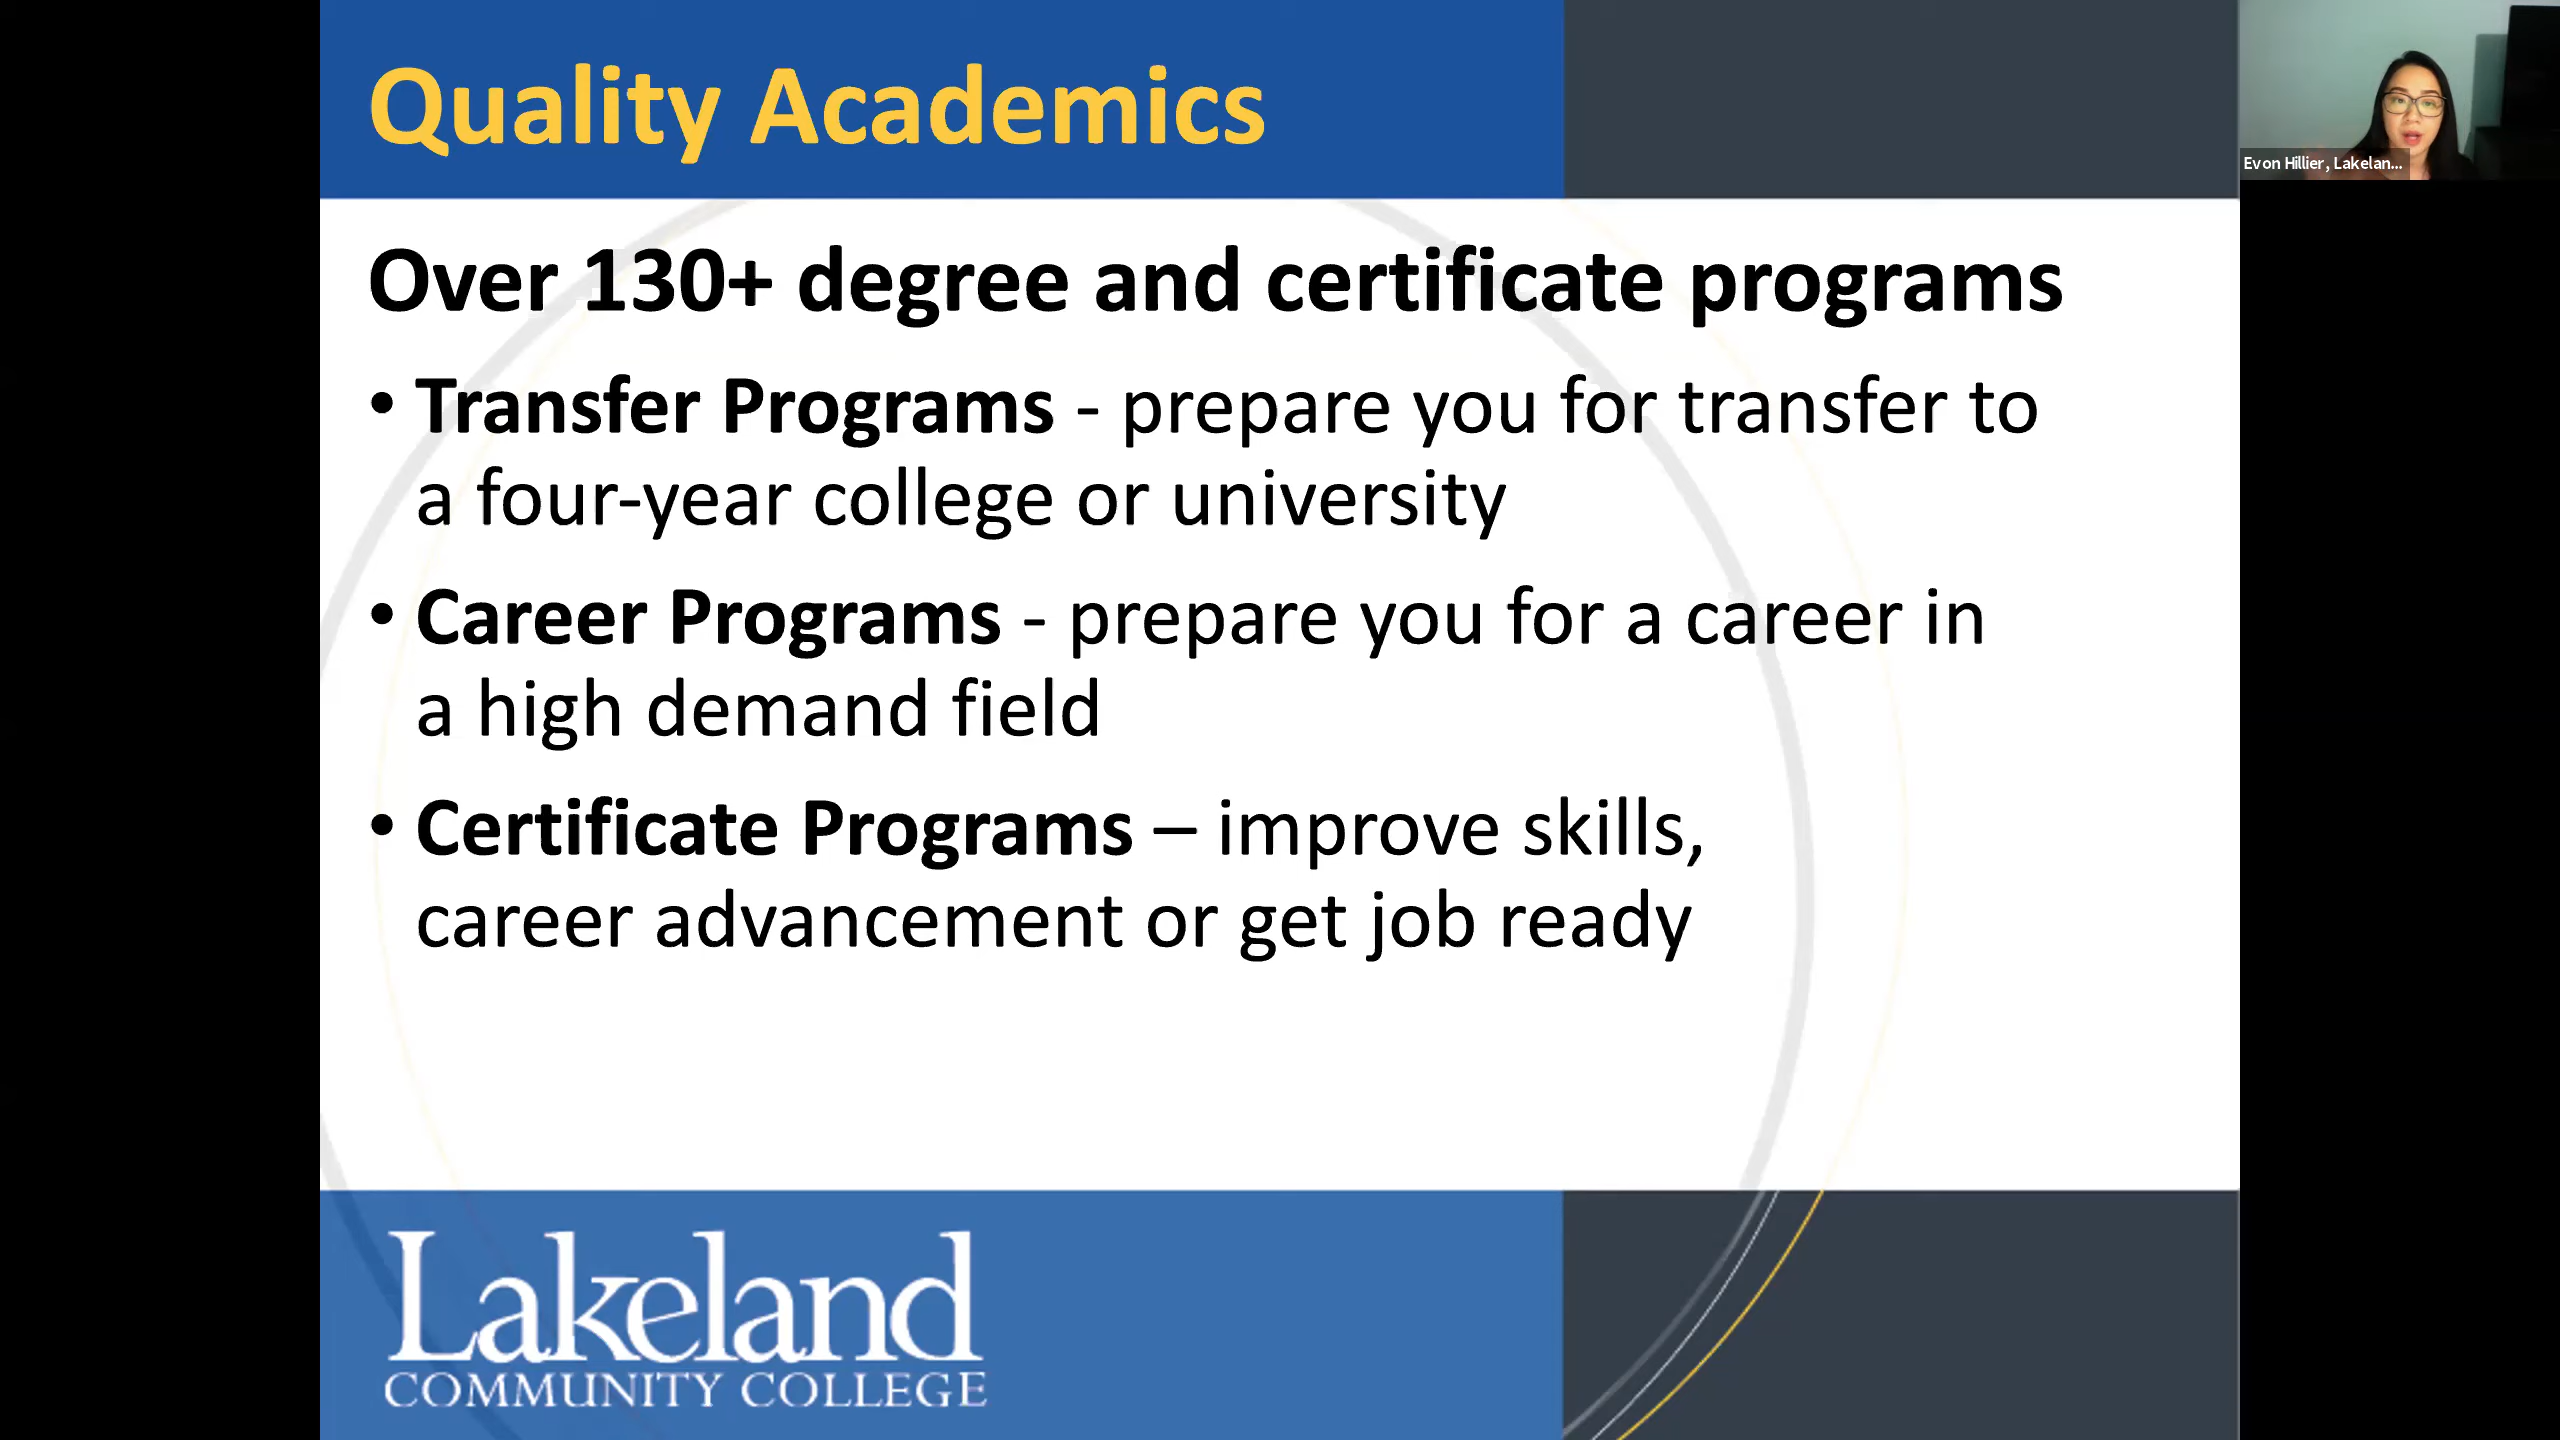 Quality Academics
Evon Hillier, Lakelan...
Over 130+ degree and certificate programs
• Transfer Programs - prepare you for transfer to
a four-year college or university
• Career Programs - prepare you for a career in
a high demand field
• Certificate Programs – improve skills,
career advancement or get job ready
Lakeland
COMMUNITY COLLEGE